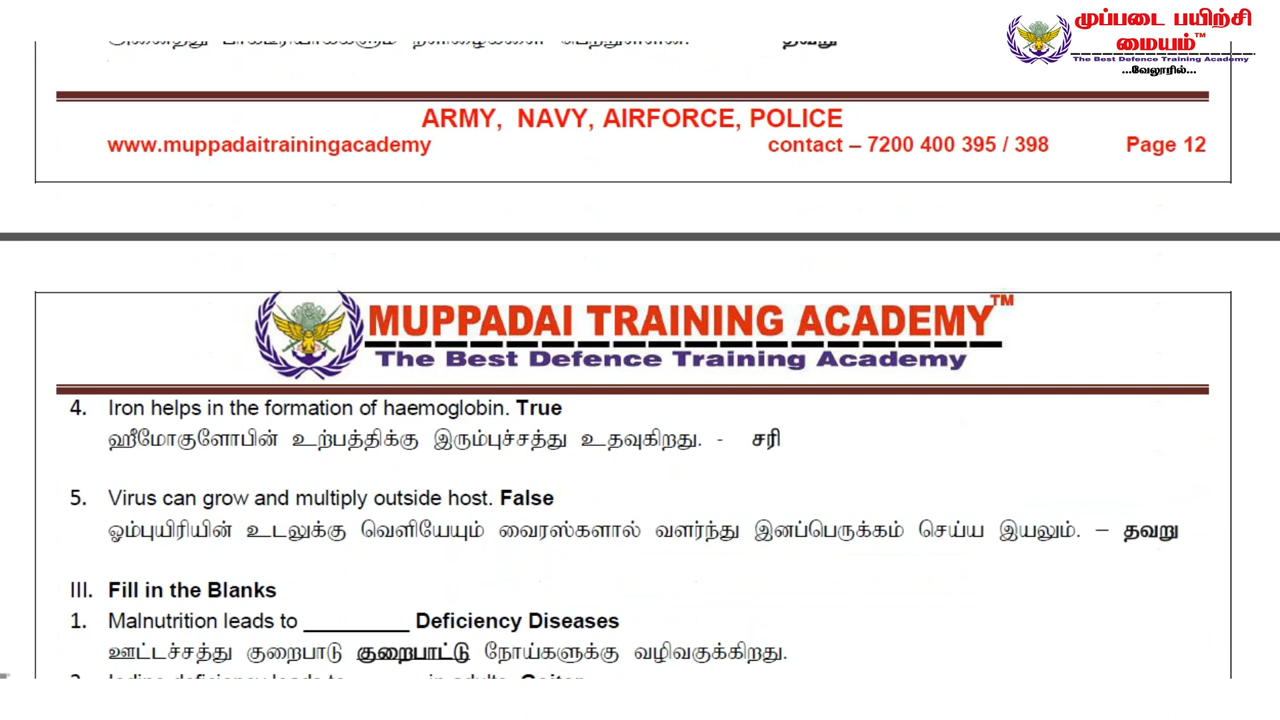 முப்படை பயிற்சி
மையம்™
The Best Defence Training Academy
...வேலூரில்...
தவறு
ARMY, NAVY, AIRFORCE, POLICE
www.muppadaitrainingacademy contact – 7200 400 395 / 398 Page 12
MUPPADAI TRAINING ACADEMY™
The Best Defence Training Academy
4. Iron helps in the formation of haemoglobin. True
ஹீமோகுளோபின் உற்பத்திக்கு இரும்புச்சத்து உதவுகிறது. - சரி
5. Virus can grow and multiply outside host. False
ஓம்புயிரியின் உடலுக்கு வெளியேயும் வைரஸ்களால் வளர்ந்து இனப்பெருக்கம் செய்ய இயலும். – தவறு
III. Fill in the Blanks
1. Malnutrition leads to _________ Deficiency Diseases
ஊட்டச்சத்து குறைபாடு குறைபாட்டு நோய்களுக்கு வழிவகுக்கிறது.